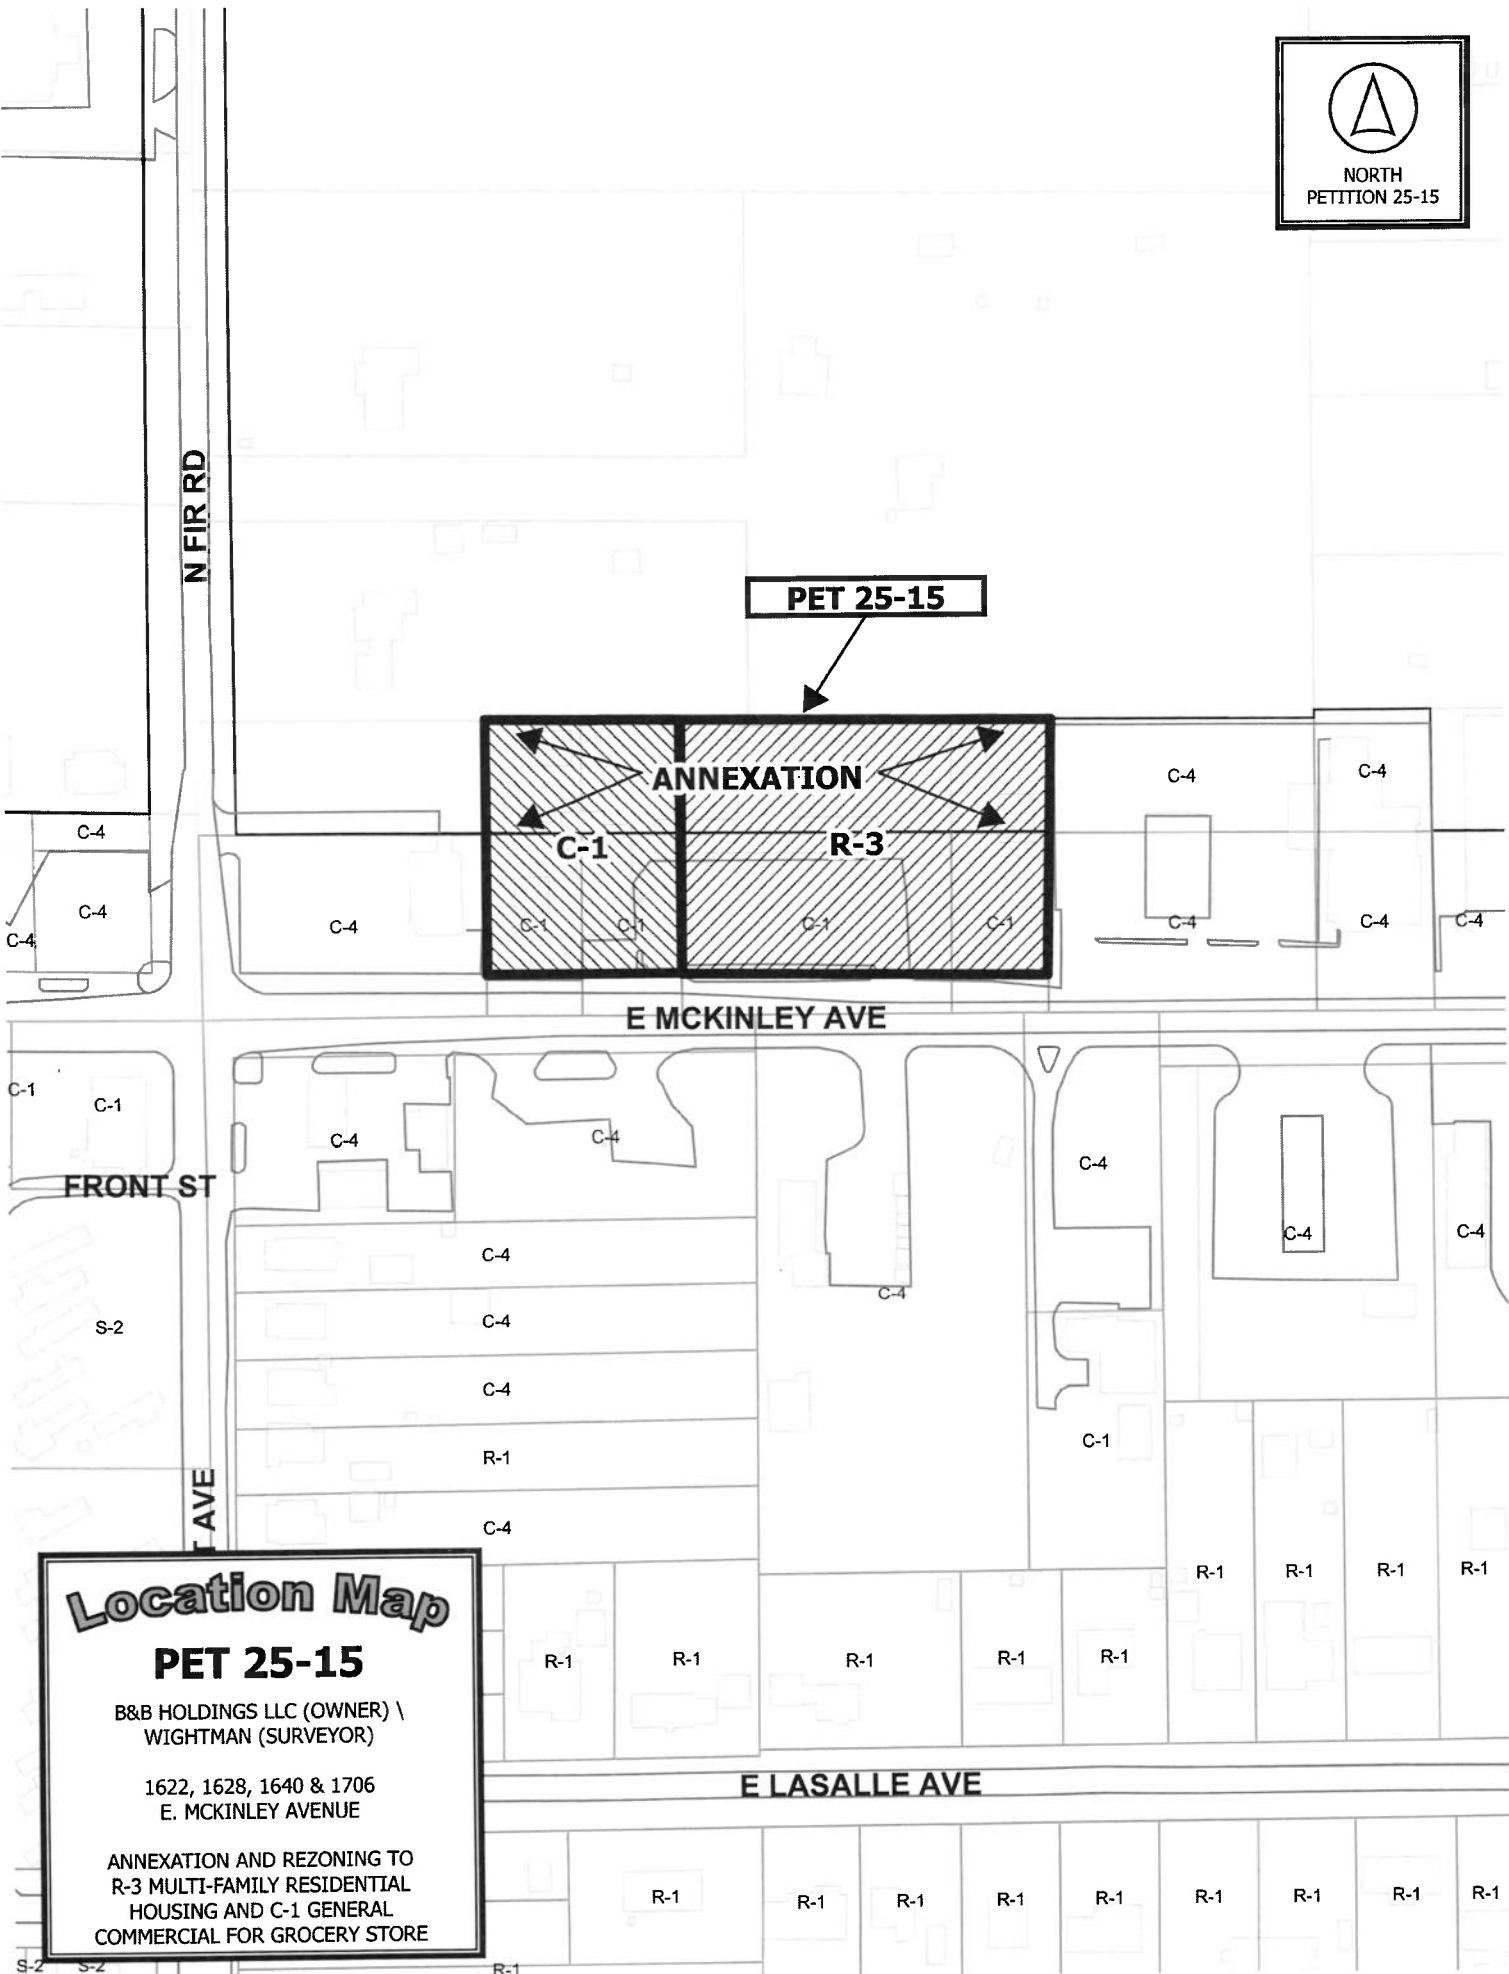 NORTH
PETITION 25-15
N FIR RD
PET 25-15
ANNEXATION
C-1
R-3
C-4
C-4
C-4
C-4
C-4
C-4
C-1
C-1
C-1
C-1
C-4
C-4
C-4
C-4
E MCKINLEY AVE
C-1
C-1
C-4
C-4
C-4
FRONT ST
C-4
C-4
C-4
C-4
C-4
S-2
C-4
R-1
C-1
C-4
AVE
R-1
R-1
R-1
R-1
R-1
R-1
R-1
R-1
R-1
E LASALLE AVE
R-1
R-1
R-1
R-1
R-1
R-1
R-1
R-1
R-1
Location Map
PET 25-15
B&B HOLDINGS LLC (OWNER) \
WIGHTMAN (SURVEYOR)
1622, 1628, 1640 & 1706
E. MCKINLEY AVENUE
ANNEXATION AND REZONING TO
R-3 MULTI-FAMILY RESIDENTIAL
HOUSING AND C-1 GENERAL
COMMERCIAL FOR GROCERY STORE
S-2
S-2
R-1